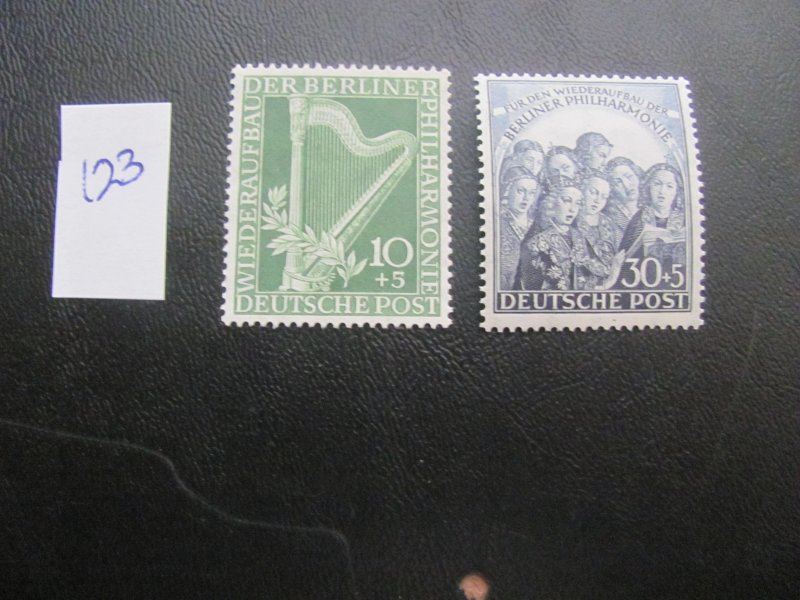 123
WIEDERAUFBAU
DER BERLINER
PHILHARMONIE
10
+5
DEUTSCHE POST
FÜR DEN WIEDERAUFBAU DER
BERLINER PHILHARMONIE
30+5
DEUTSCHE POST